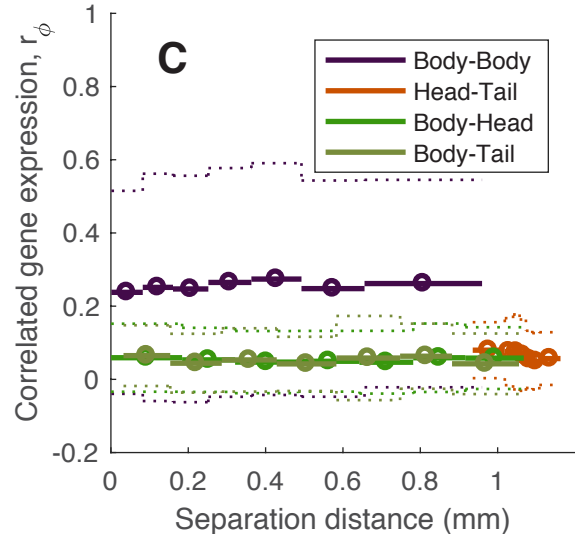 C
Body-Body
Head-Tail
Body-Head
Body-Tail
Correlated gene expression, r_ϕ
1
0.8
0.6
0.4
0.2
0
-0.2
0 0.2 0.4 0.6 0.8 1
Separation distance (mm)